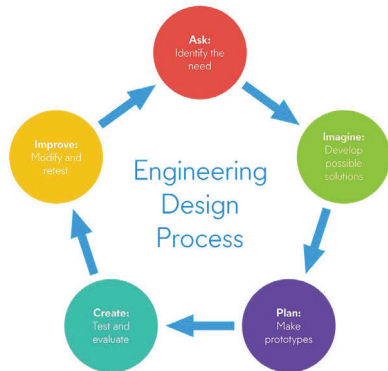 Ask:
Identify the
need
Imagine:
Develop
possible
solutions
Plan:
Make
prototypes
Create:
Test and
evaluate
Improve:
Modify and
retest
Engineering
Design
Process